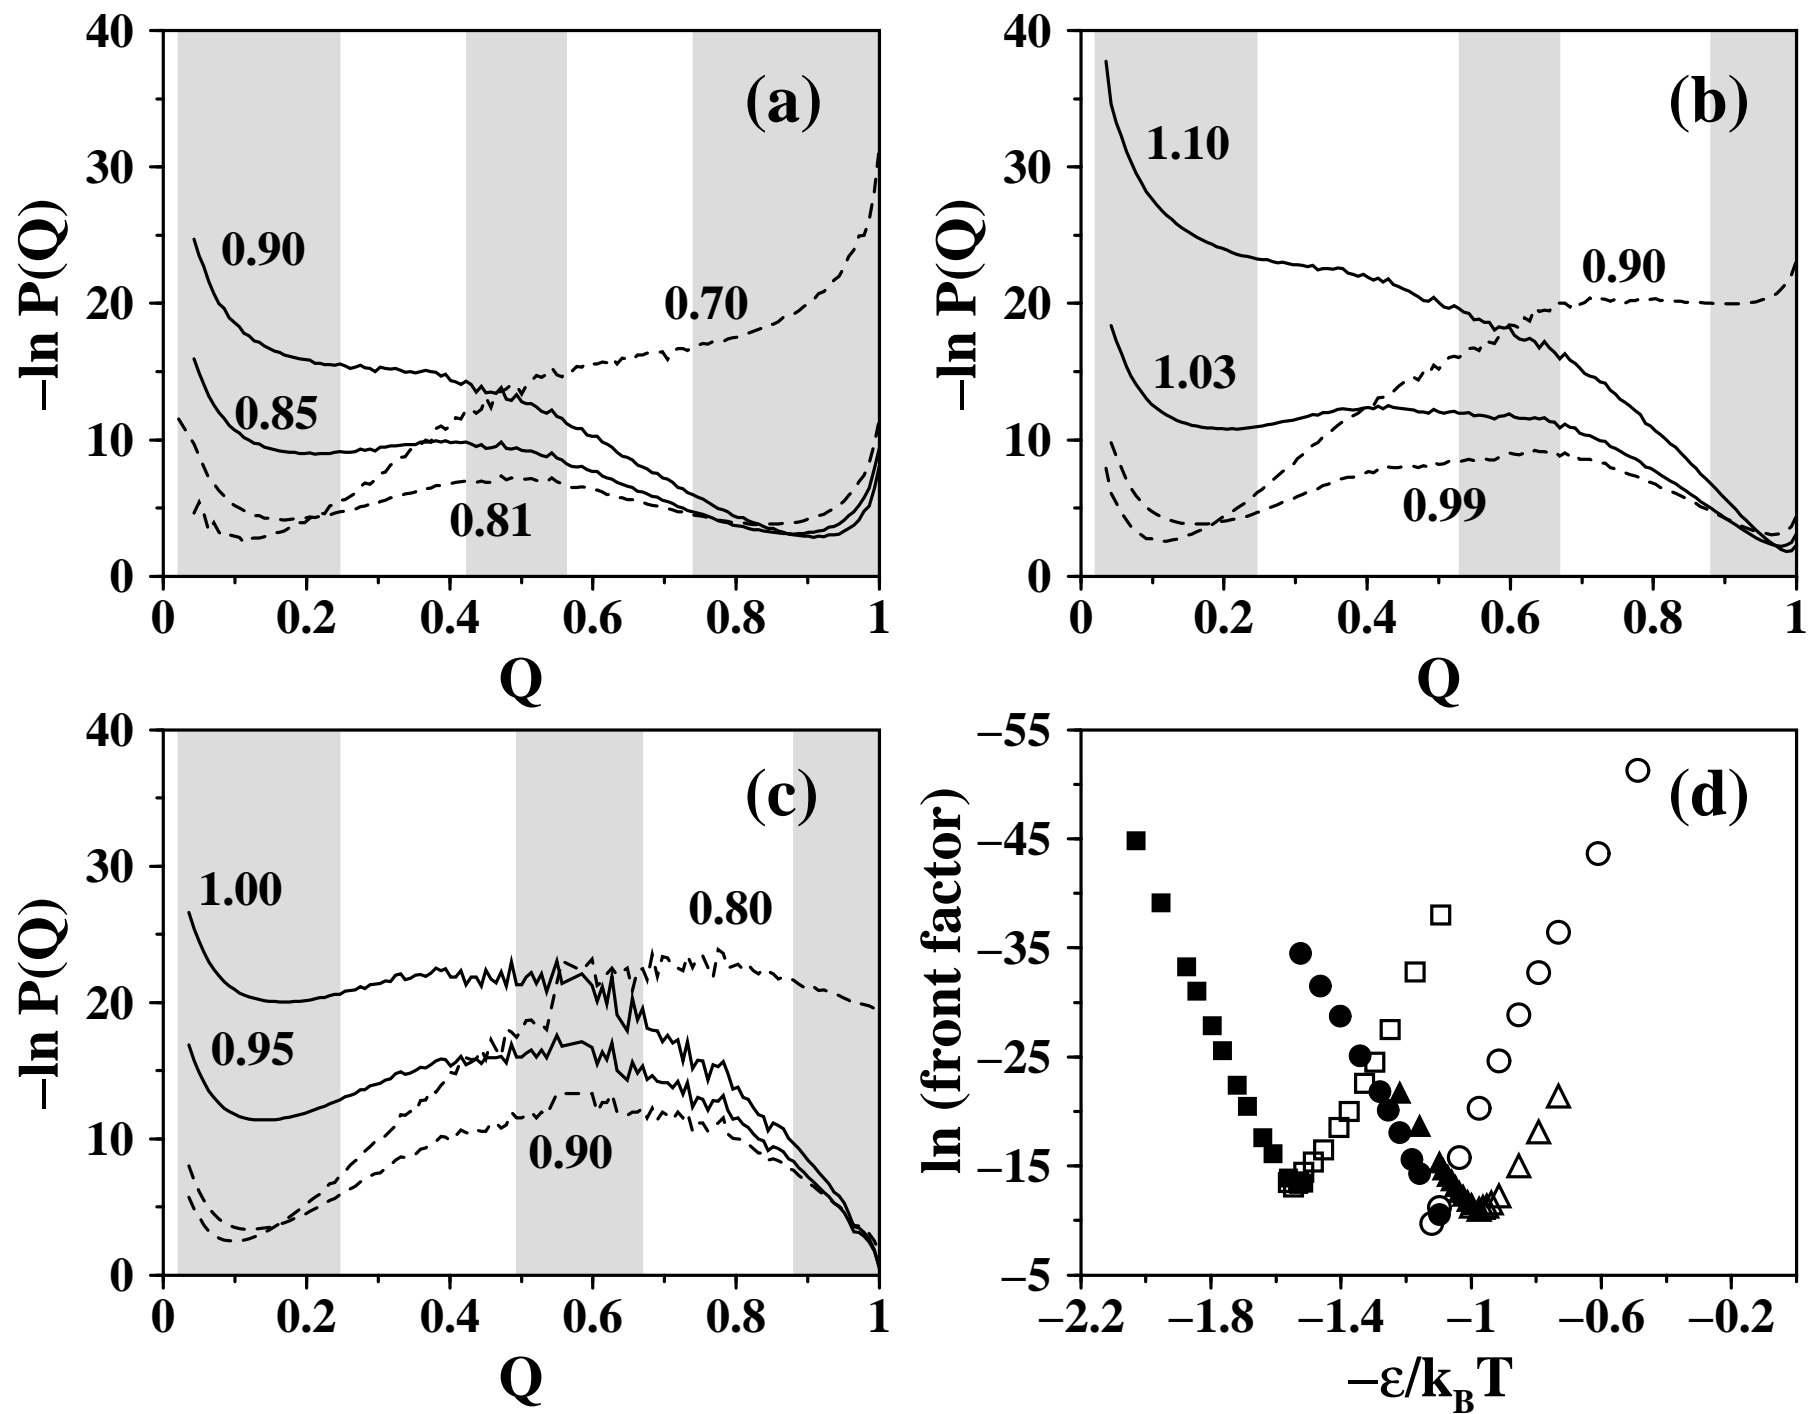 (a)
−ln P(Q)
40
30
20
10
0
0.90
0.85
0.70
0.81
0 0.2 0.4 0.6 0.8 1
Q
(b)
−ln P(Q)
40
30
20
10
0
1.10
1.03
0.90
0.99
0 0.2 0.4 0.6 0.8 1
Q
(c)
−ln P(Q)
40
30
20
10
0
1.00
0.95
0.80
0.90
0 0.2 0.4 0.6 0.8 1
Q
(d)
ln (front factor)
−55
−45
−35
−25
−15
−5
−2.2 −1.8 −1.4 −1 −0.6 −0.2
−ε/kBT